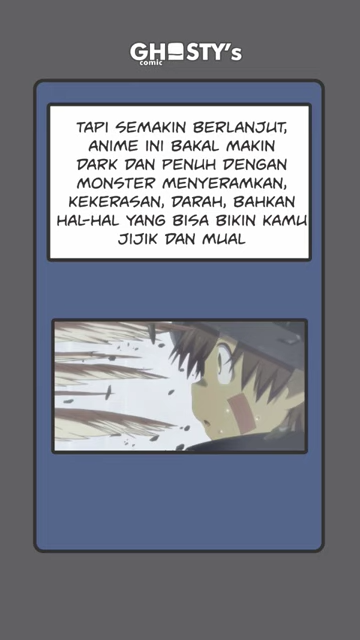 GHOSTY's
comic
TAPI SEMAKIN BERLANJUT,
ANIME INI BAKAL MAKIN
DARK DAN PENUH DENGAN
MONSTER MENYERAMKAN,
KEKERASAN, DARAH, BAHKAN
HAL-HAL YANG BISA BIKIN KAMU
JIJIK DAN MUAL